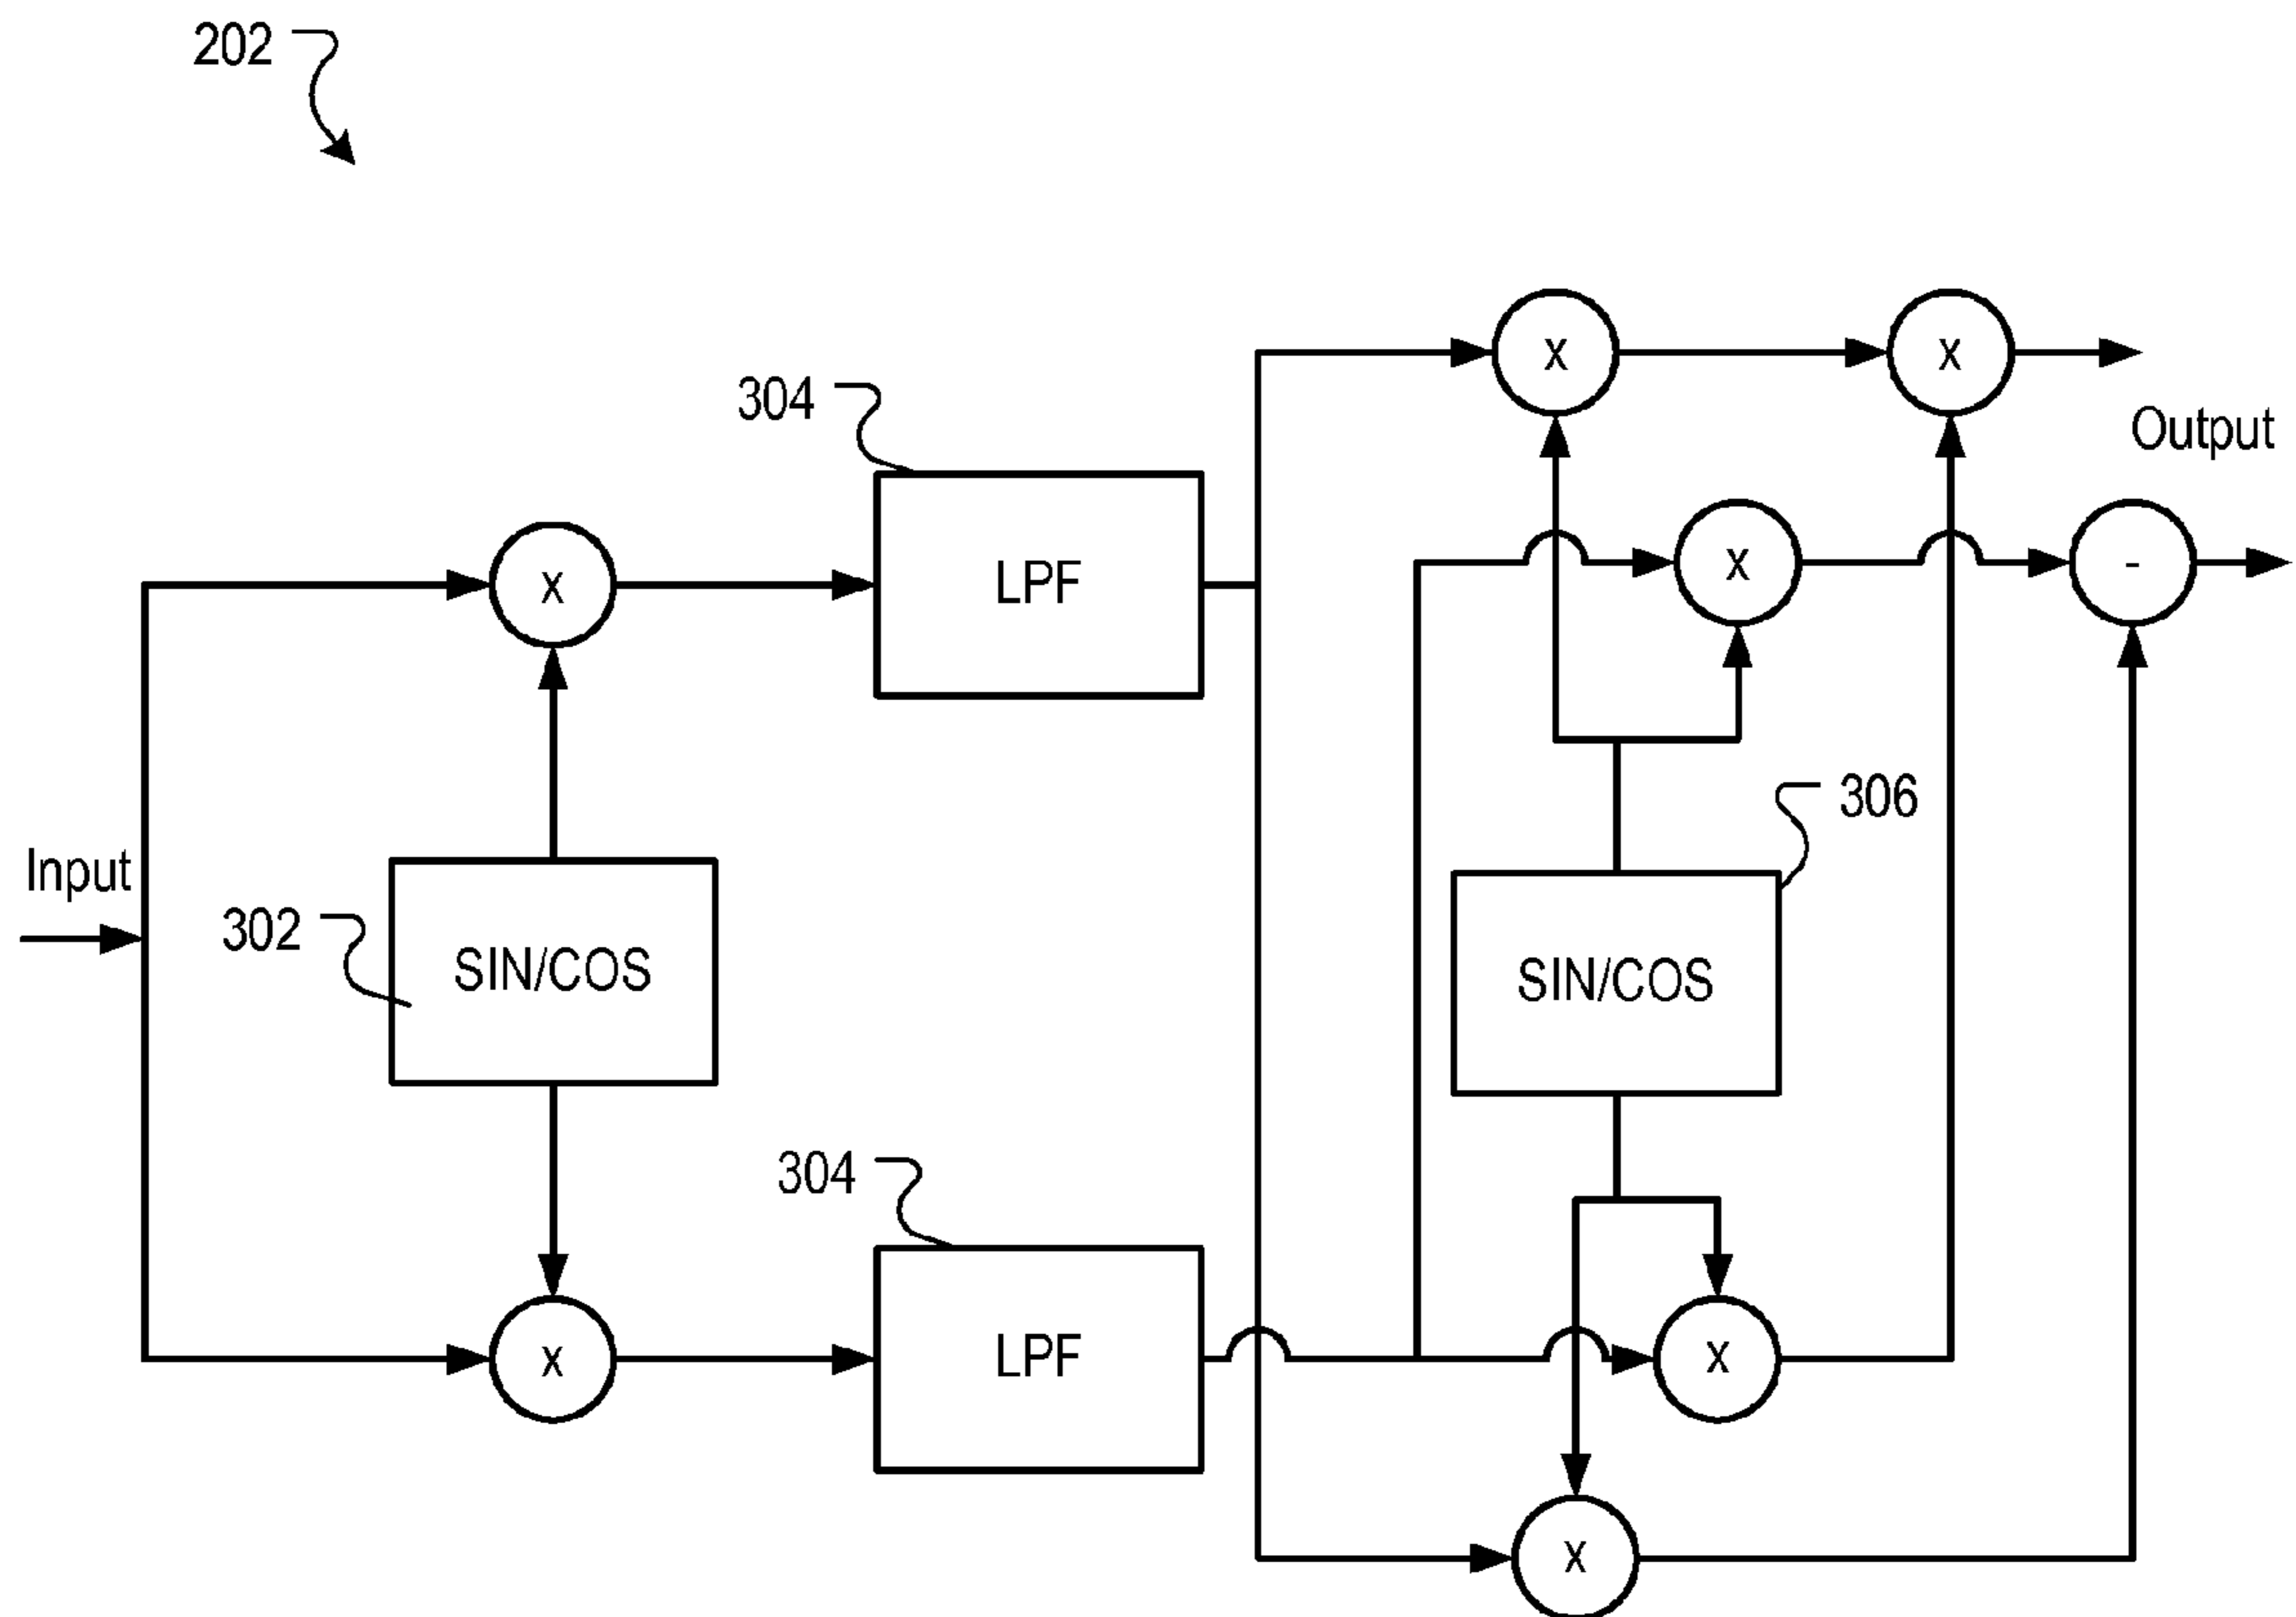 202
304
x
x
Output
x
LPF
x
-
306
Input
302
SIN/COS
SIN/COS
304
x
LPF
x
x